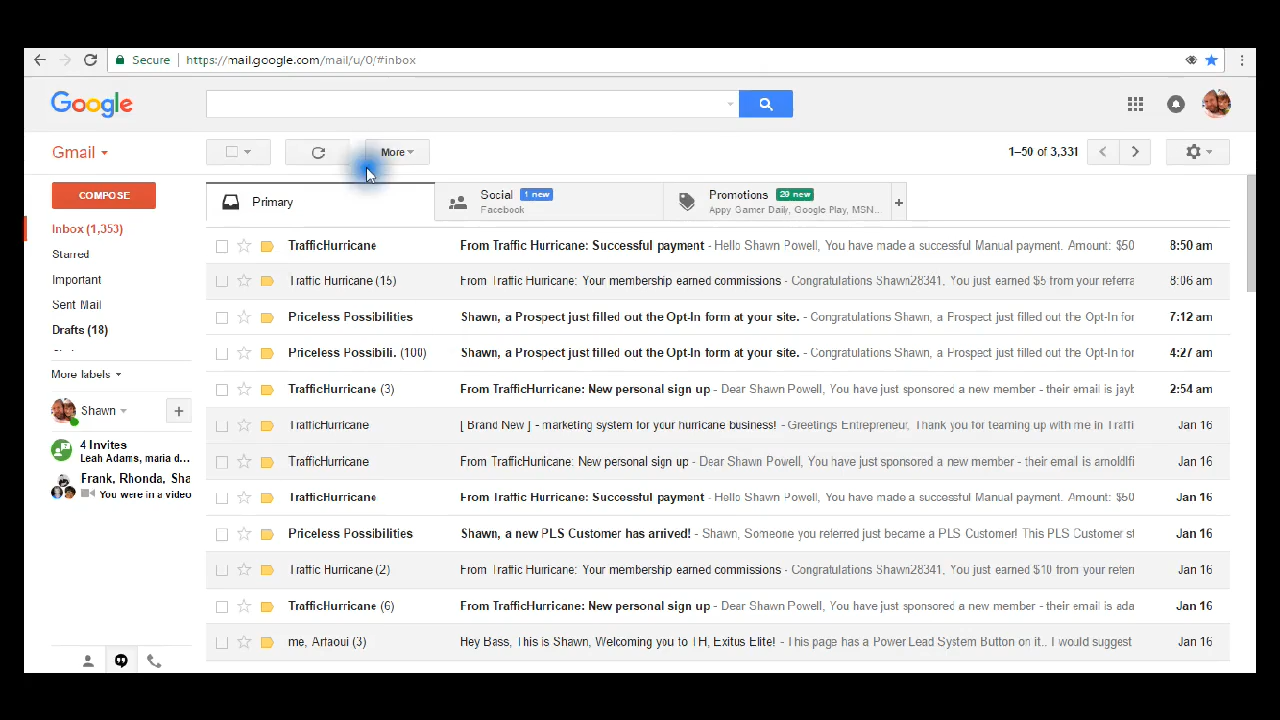 Secure https://mail.google.com/mail/u/0/#inbox
Google
Gmail More 1–50 of 3,331
COMPOSE
Primary
Social 1 new
Facebook
Promotions 29 new
Appy Gamer Daily, Google Play, MSN...
Inbox (1,353)
Starred
Important
Sent Mail
Drafts (18)
More labels
Shawn
4 Invites
Leah Adams, maria d...
Frank, Rhonda, Sha
You were in a video
TrafficHurricane From Traffic Hurricane: Successful payment - Hello Shawn Powell, You have made a successful Manual payment. Amount: $50 8:50 am
Traffic Hurricane (15) From Traffic Hurricane: Your membership earned commissions - Congratulations Shawn28341, You just earned $5 from your referra 8:06 am
Priceless Possibilities Shawn, a Prospect just filled out the Opt-In form at your site. - Congratulations Shawn, a Prospect just filled out the Opt-In for 7:12 am
Priceless Possibili. (100) Shawn, a Prospect just filled out the Opt-In form at your site. - Congratulations Shawn, a Prospect just filled out the Opt-In for 4:27 am
TrafficHurricane (3) From TrafficHurricane: New personal sign up - Dear Shawn Powell, You have just sponsored a new member - their email is jayb 2:54 am
TrafficHurricane [ Brand New ] - marketing system for your hurricane business! - Greetings Entrepreneur, Thank you for teaming up with me in Traffi Jan 16
TrafficHurricane From TrafficHurricane: New personal sign up - Dear Shawn Powell, You have just sponsored a new member - their email is arnoldlfi Jan 16
TrafficHurricane From Traffic Hurricane: Successful payment - Hello Shawn Powell, You have made a successful Manual payment. Amount: $50 Jan 16
Priceless Possibilities Shawn, a new PLS Customer has arrived! - Shawn, Someone you referred just became a PLS Customer! This PLS Customer st Jan 16
Traffic Hurricane (2) From Traffic Hurricane: Your membership earned commissions - Congratulations Shawn28341, You just earned $10 from your referr Jan 16
TrafficHurricane (6) From TrafficHurricane: New personal sign up - Dear Shawn Powell, You have just sponsored a new member - their email is ada Jan 16
me, Artaoui (3) Hey Bass, This is Shawn, Welcoming you to TH, Exitus Elite! - This page has a Power Lead System Button on it.. I would suggest Jan 16